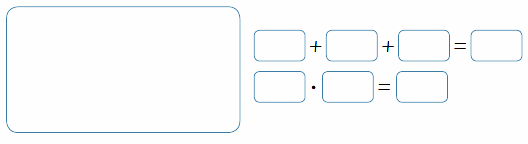 + + =
· =